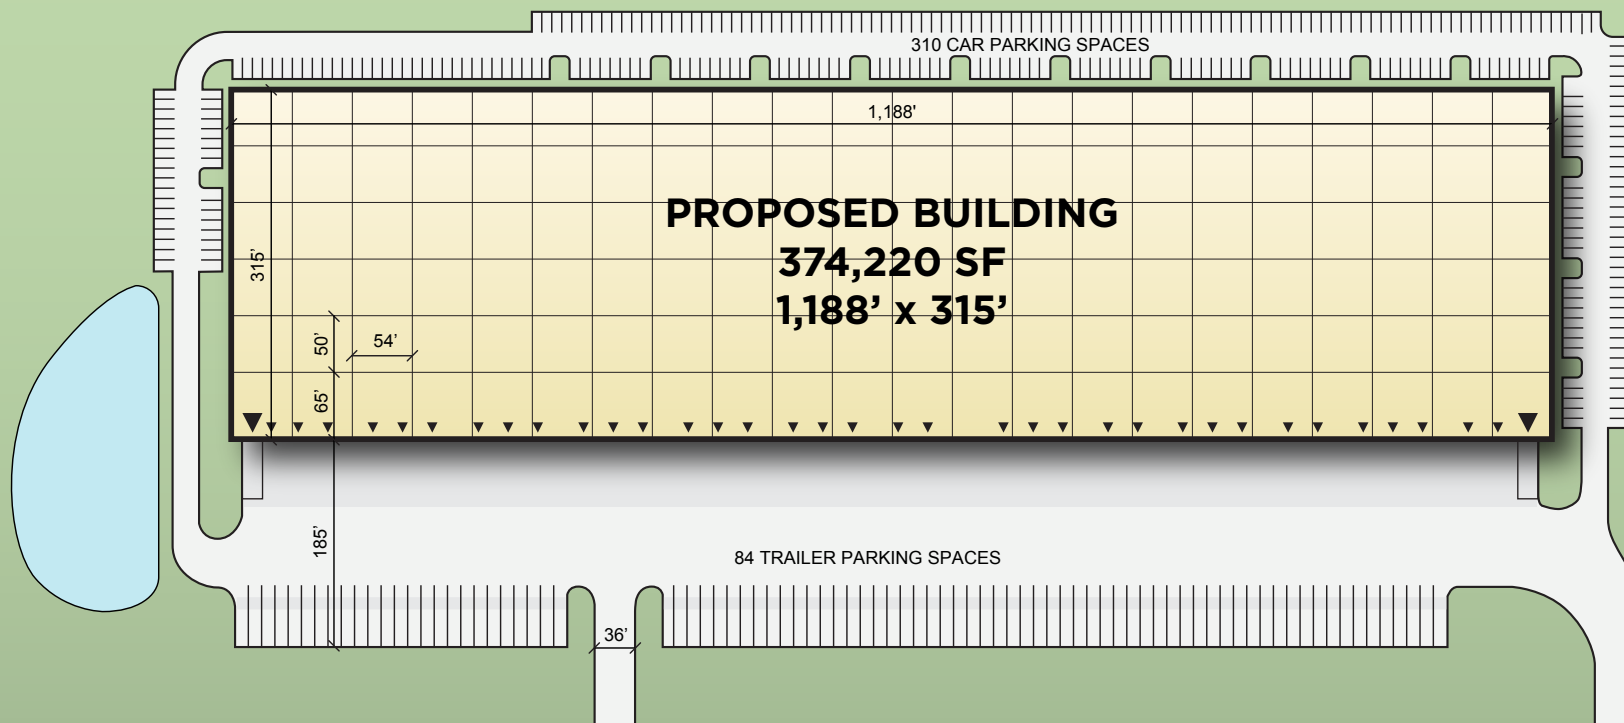 310 CAR PARKING SPACES
1,188'
PROPOSED BUILDING
374,220 SF
1,188’ x 315’
315’
50’
54’
65’
185’
84 TRAILER PARKING SPACES
36’